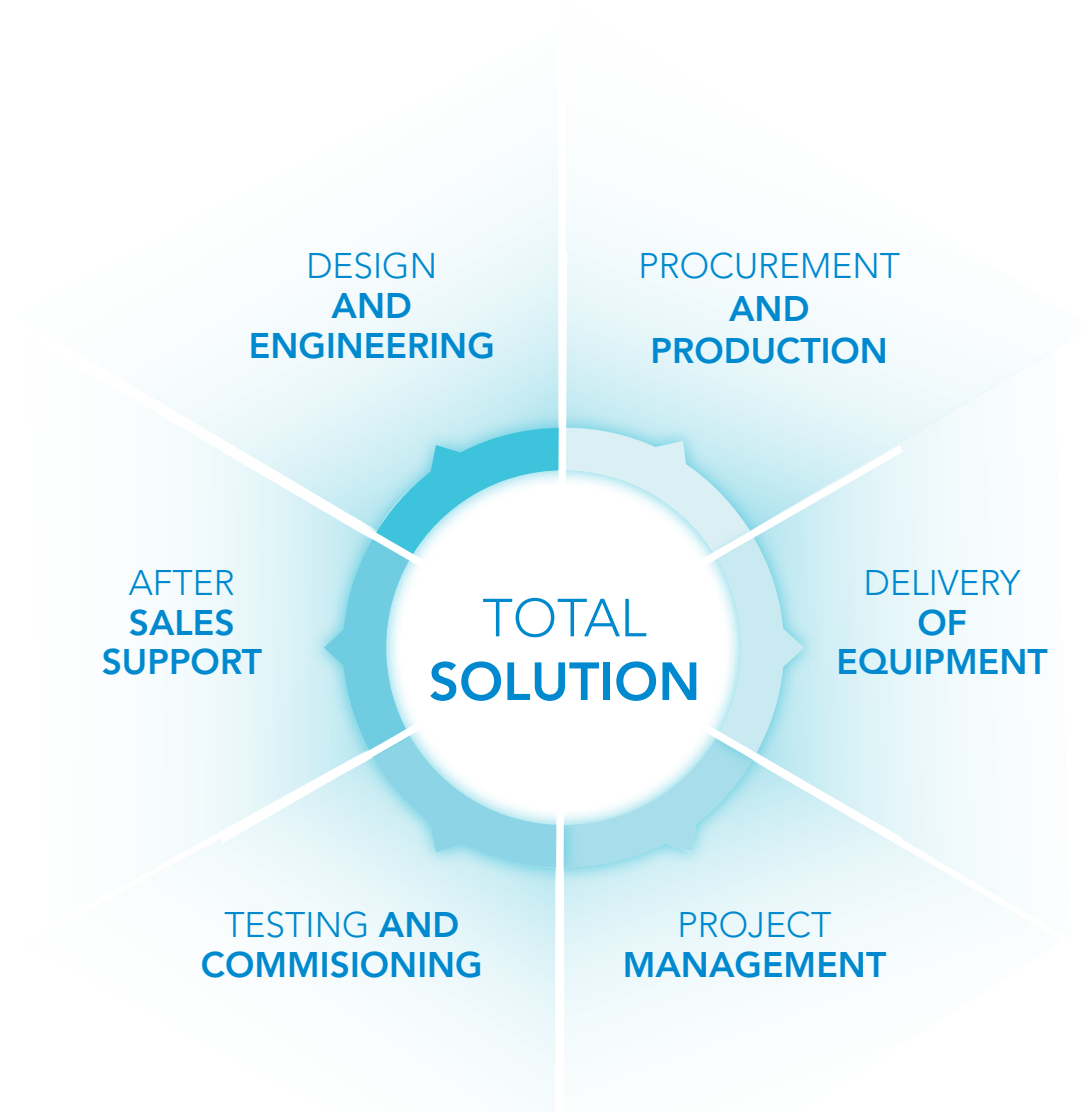 DESIGN
AND
ENGINEERING
PROCUREMENT
AND
PRODUCTION
AFTER
SALES
SUPPORT
TOTAL
SOLUTION
DELIVERY
OF
EQUIPMENT
TESTING AND
COMMISIONING
PROJECT
MANAGEMENT